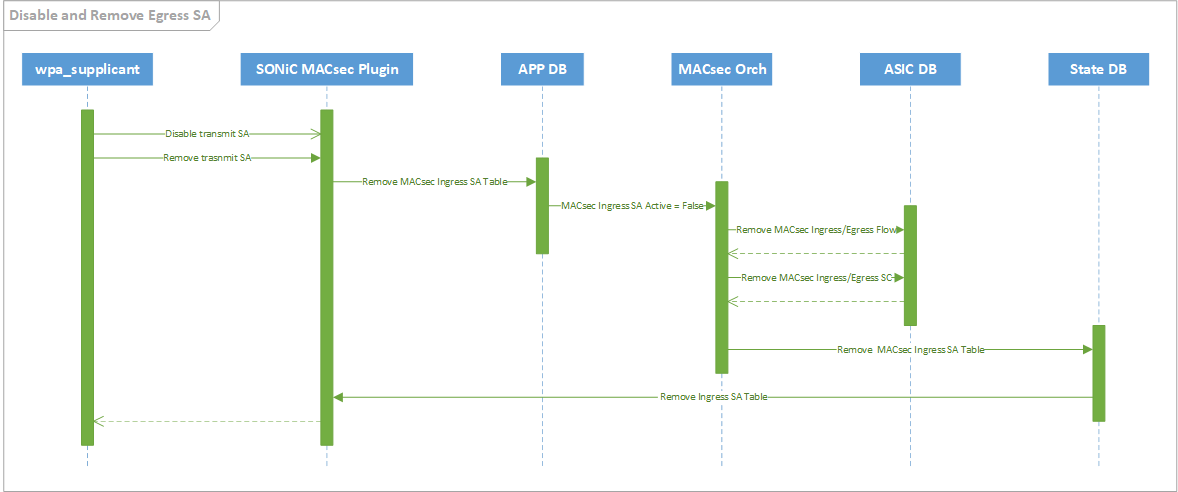 Disable and Remove Egress SA
wpa_supplicant
SONiC MACsec Plugin
APP DB
MACsec Orch
ASIC DB
State DB
Disable transmit SA
Remove trasnmit SA
Remove MACsec Ingress SA Table
MACsec Ingress SA Active = False
Remove MACsec Ingress/Egress Flow
Remove MACsec Ingress/Egress SC
Remove  MACsec Ingress SA Table
Remove Ingress SA Table